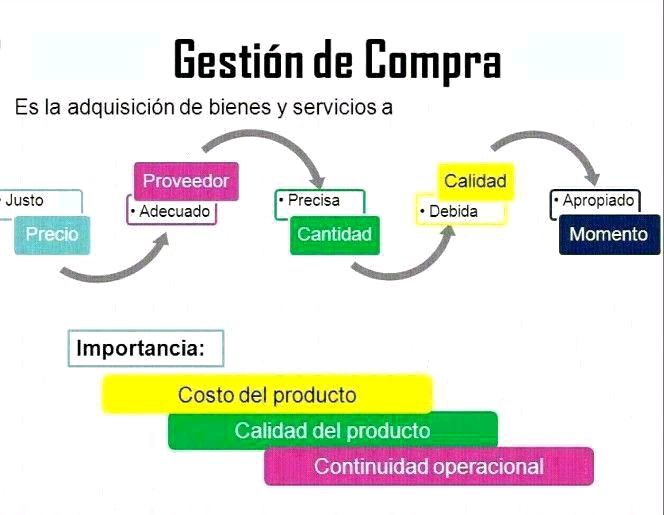 Gestión de Compra
Es la adquisición de bienes y servicios a
• Justo
Precio
Proveedor
• Adecuado
• Precisa
Cantidad
Calidad
• Debida
• Apropiado
Momento
Importancia:
Costo del producto
Calidad del producto
Continuidad operacional